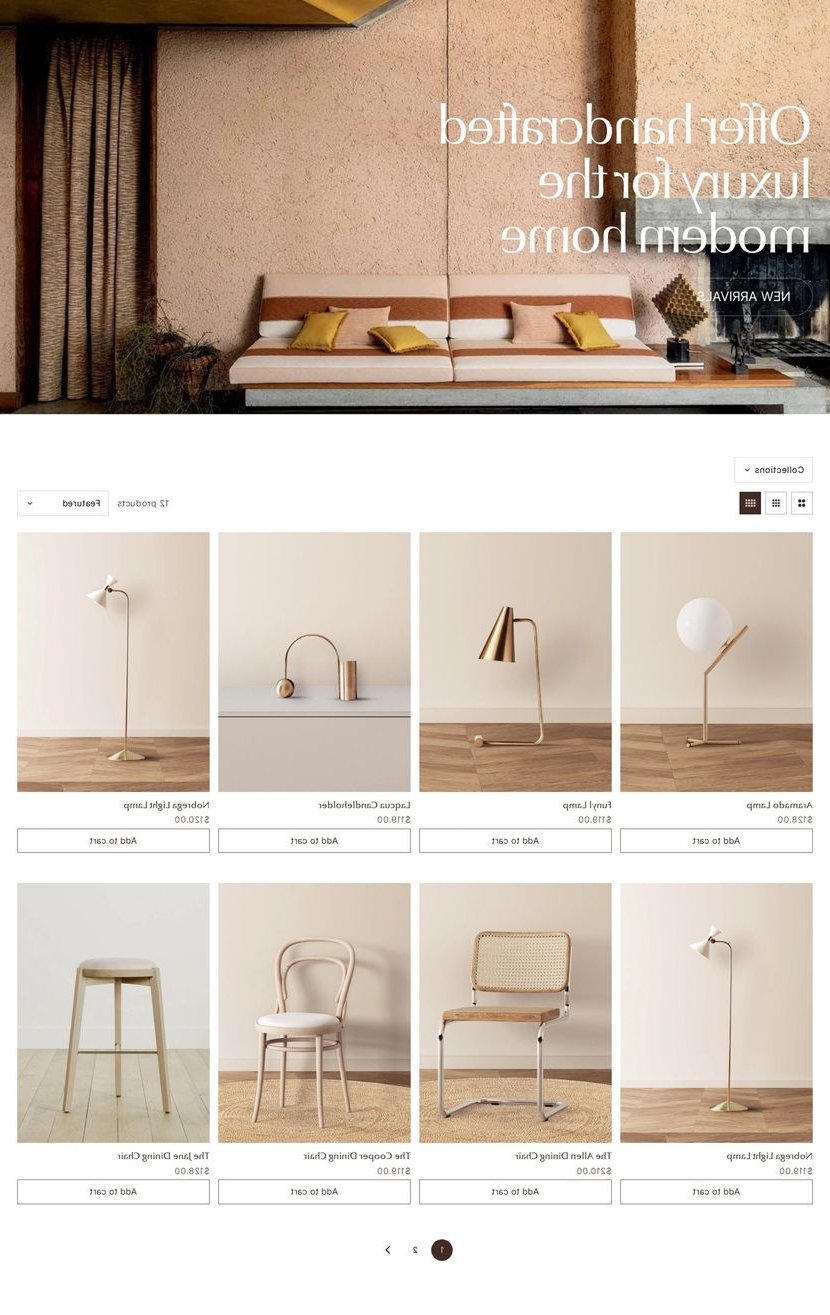 Offer handcrafted
luxury for the
modern home
NEW ARRIVALS
Collections
12 products
Featured
Aramado Lamp
$128.00
Add to cart
Funyl Lamp
$119.00
Add to cart
Laqcua Candleholder
$119.00
Add to cart
Nobrega Light Lamp
$120.00
Add to cart
Nobrega Light Lamp
$119.00
Add to cart
The Allen Dining Chair
$210.00
Add to cart
The Cooper Dining Chair
$119.00
Add to cart
The Jane Dining Chair
$128.00
Add to cart
1 2